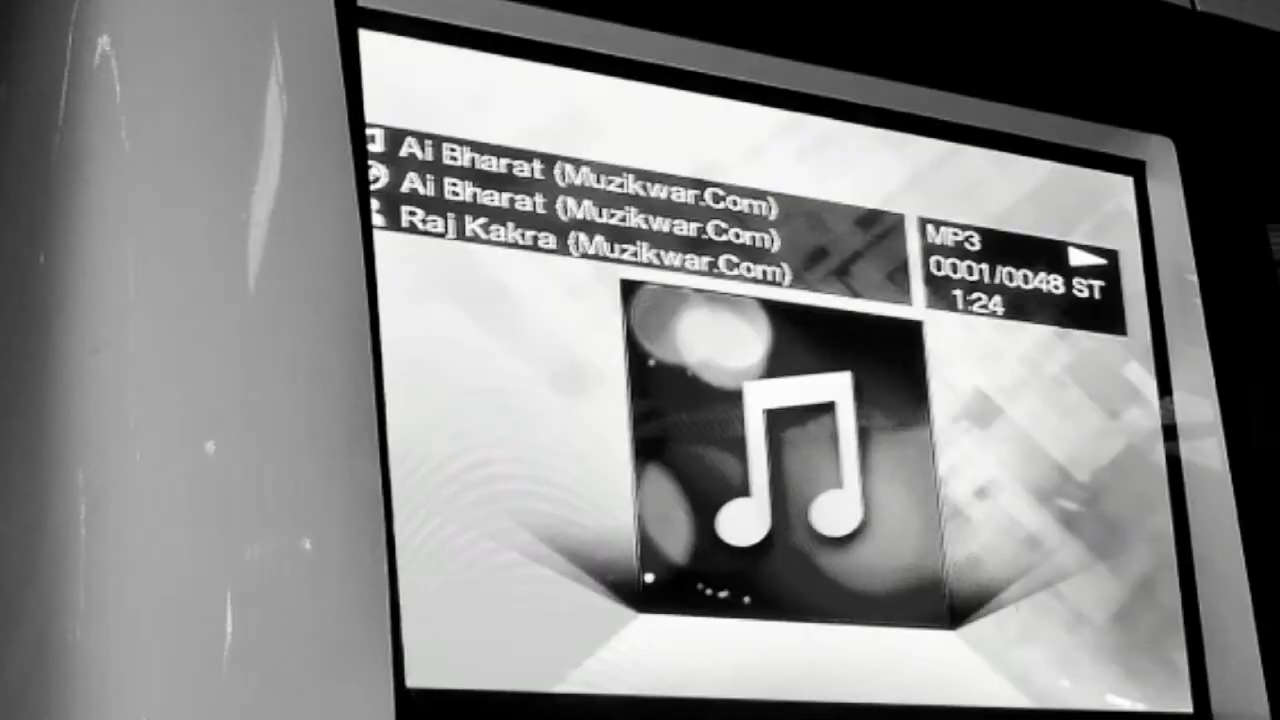 Ai Bharat (Muzikwar.Com)
Ai Bharat (Muzikwar.Com)
Raj Kakra (Muzikwar.Com)
MP3
0001/0048 ST
1:24